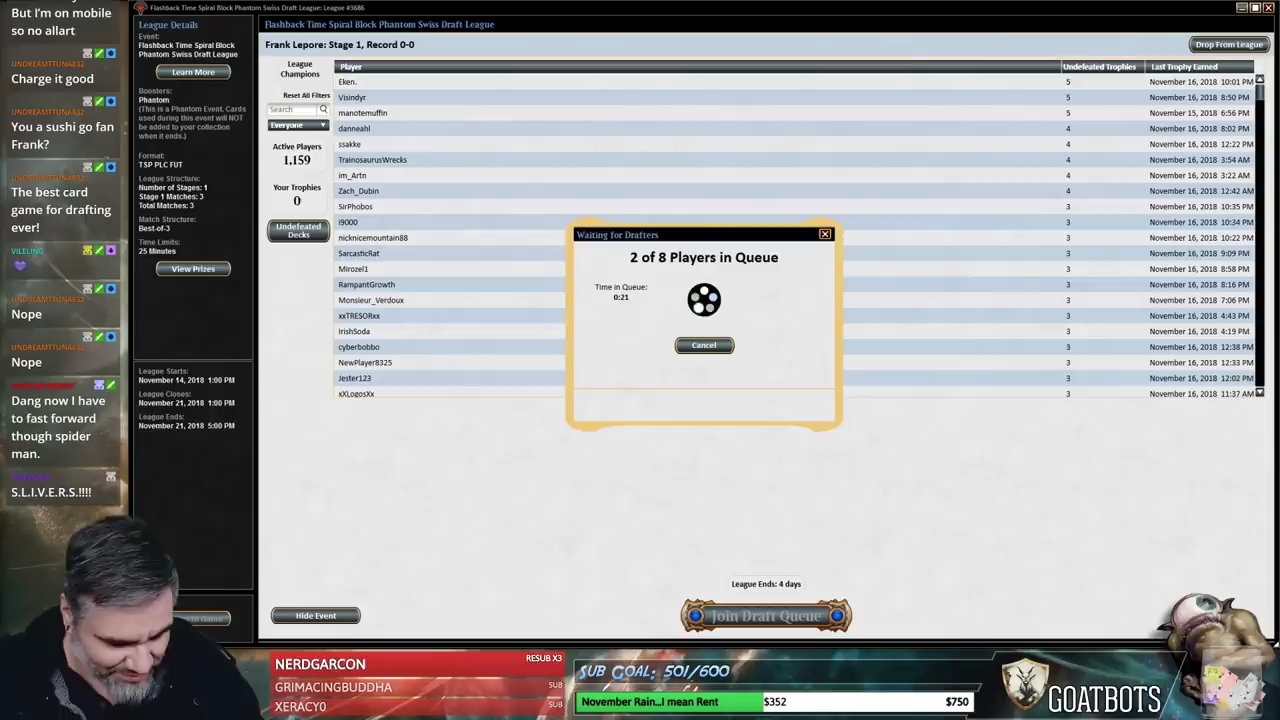 But I'm on mobile
so no allart
UNDREAMTTUNA832
Charge it good
UNDREAMTTUNA832
You a sushi go fan
Frank?
UNDREAMTTUNA832
The best card
game for drafting
ever!
VILELING
💜
UNDREAMTTUNA832
Nope
UNDREAMTTUNA832
Nope
Dang now I have
to fast forward
though spider
man.
S.L.I.V.E.R.S.!!!!
Flashback Time Spiral Block Phantom Swiss Draft League: League #3686
League Details
Event:
Flashback Time Spiral Block
Phantom Swiss Draft League
Learn More
Boosters:
Phantom
(This is a Phantom Event. Cards
used during this event will NOT
be added to your collection
when it ends.)
Format:
TSP PLC FUT
League Structure:
Number of Stages: 1
Stage 1 Matches: 3
Total Matches: 3
Match Structure:
Best-of-3
Time Limits:
25 Minutes
View Prizes
League Starts:
November 14, 2018 1:00 PM
League Closes:
November 21, 2018 1:00 PM
League Ends:
November 21, 2018 5:00 PM
to Game
Flashback Time Spiral Block Phantom Swiss Draft League
Frank Lepore: Stage 1, Record 0-0
Drop From League
League
Champions
Reset All Filters
Search
Everyone
Active Players
1,159
Your Trophies
0
Undefeated
Decks
Player Undefeated Trophies Last Trophy Earned
Eken. 5 November 16, 2018 10:01 PM
Visindyr 5 November 16, 2018 8:50 PM
manotemuffin 5 November 16, 2018 6:56 PM
danneahl 4 November 16, 2018 8:02 PM
ssakke 4 November 16, 2018 12:22 PM
TrainosaurusWrecks 4 November 16, 2018 3:54 AM
im_Artn 4 November 16, 2018 3:22 AM
Zach_Dubin 4 November 16, 2018 12:42 AM
SirPhobos 3 November 16, 2018 10:35 PM
i9000 3 November 16, 2018 10:34 PM
nicknicemountain88 3 November 16, 2018 10:22 PM
SarcasticRat 3 November 16, 2018 9:09 PM
Mirozel1 3 November 16, 2018 8:58 PM
RampantGrowth 3 November 16, 2018 8:16 PM
Monsieur_Verdoux 3 November 16, 2018 7:06 PM
xxTRESORxx 3 November 16, 2018 4:43 PM
IrishSoda 3 November 16, 2018 4:19 PM
cyberbobbo 3 November 16, 2018 12:38 PM
NewPlayer8325 3 November 16, 2018 12:33 PM
Jester123 3 November 16, 2018 12:02 PM
xXLogosXx 3 November 16, 2018 11:37 AM
Waiting for Drafters
2 of 8 Players in Queue
Time in Queue:
0:21
Cancel
League Ends: 4 days
Hide Event
Join Draft Queue
NERDGARCON RESUB X3
GRIMACINGBUDDHA SUB
XERACY0 SUB
SUB GOAL: 501/600
November Rain...I mean Rent $352 $750
GOATBOTS